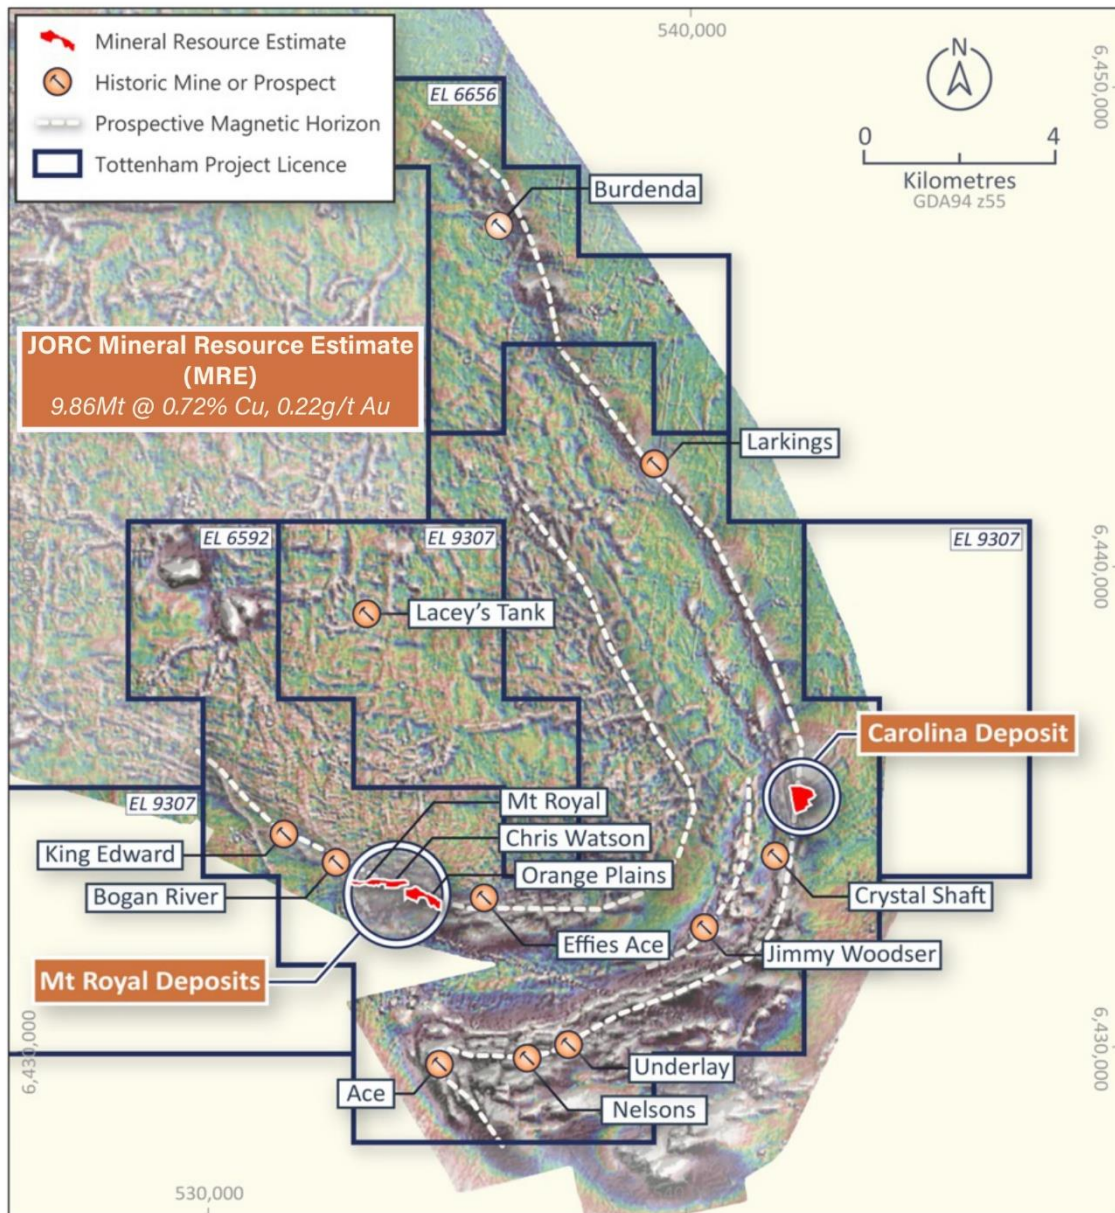 Mineral Resource Estimate
Historic Mine or Prospect
Prospective Magnetic Horizon
Tottenham Project Licence
540,000
6,450,000
N
0 4
Kilometres
GDA94 z55
EL 6656
Burdenda
JORC Mineral Resource Estimate
(MRE)
9.86Mt @ 0.72% Cu, 0.22g/t Au
Larkings
EL 6592
EL 9307
EL 9307
6,440,000
Lacey's Tank
Carolina Deposit
EL 9307
Mt Royal
Chris Watson
King Edward
Orange Plains
Bogan River
Crystal Shaft
Effies Ace
Jimmy Woodser
Mt Royal Deposits
6,430,000
6,430,000
Underlay
Ace
Nelsons
530,000